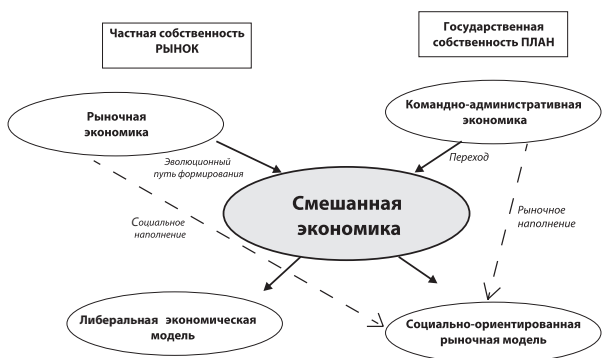 Частная собственность
РЫНОК
Государственная
собственность ПЛАН
Рыночная
экономика
Командно-административная
экономика
Эволюционный
путь формирования
Переход
Смешанная
экономика
Социальное
наполнение
Рыночное
наполнение
Либеральная экономическая
модель
Социально-ориентированная
рыночная модель